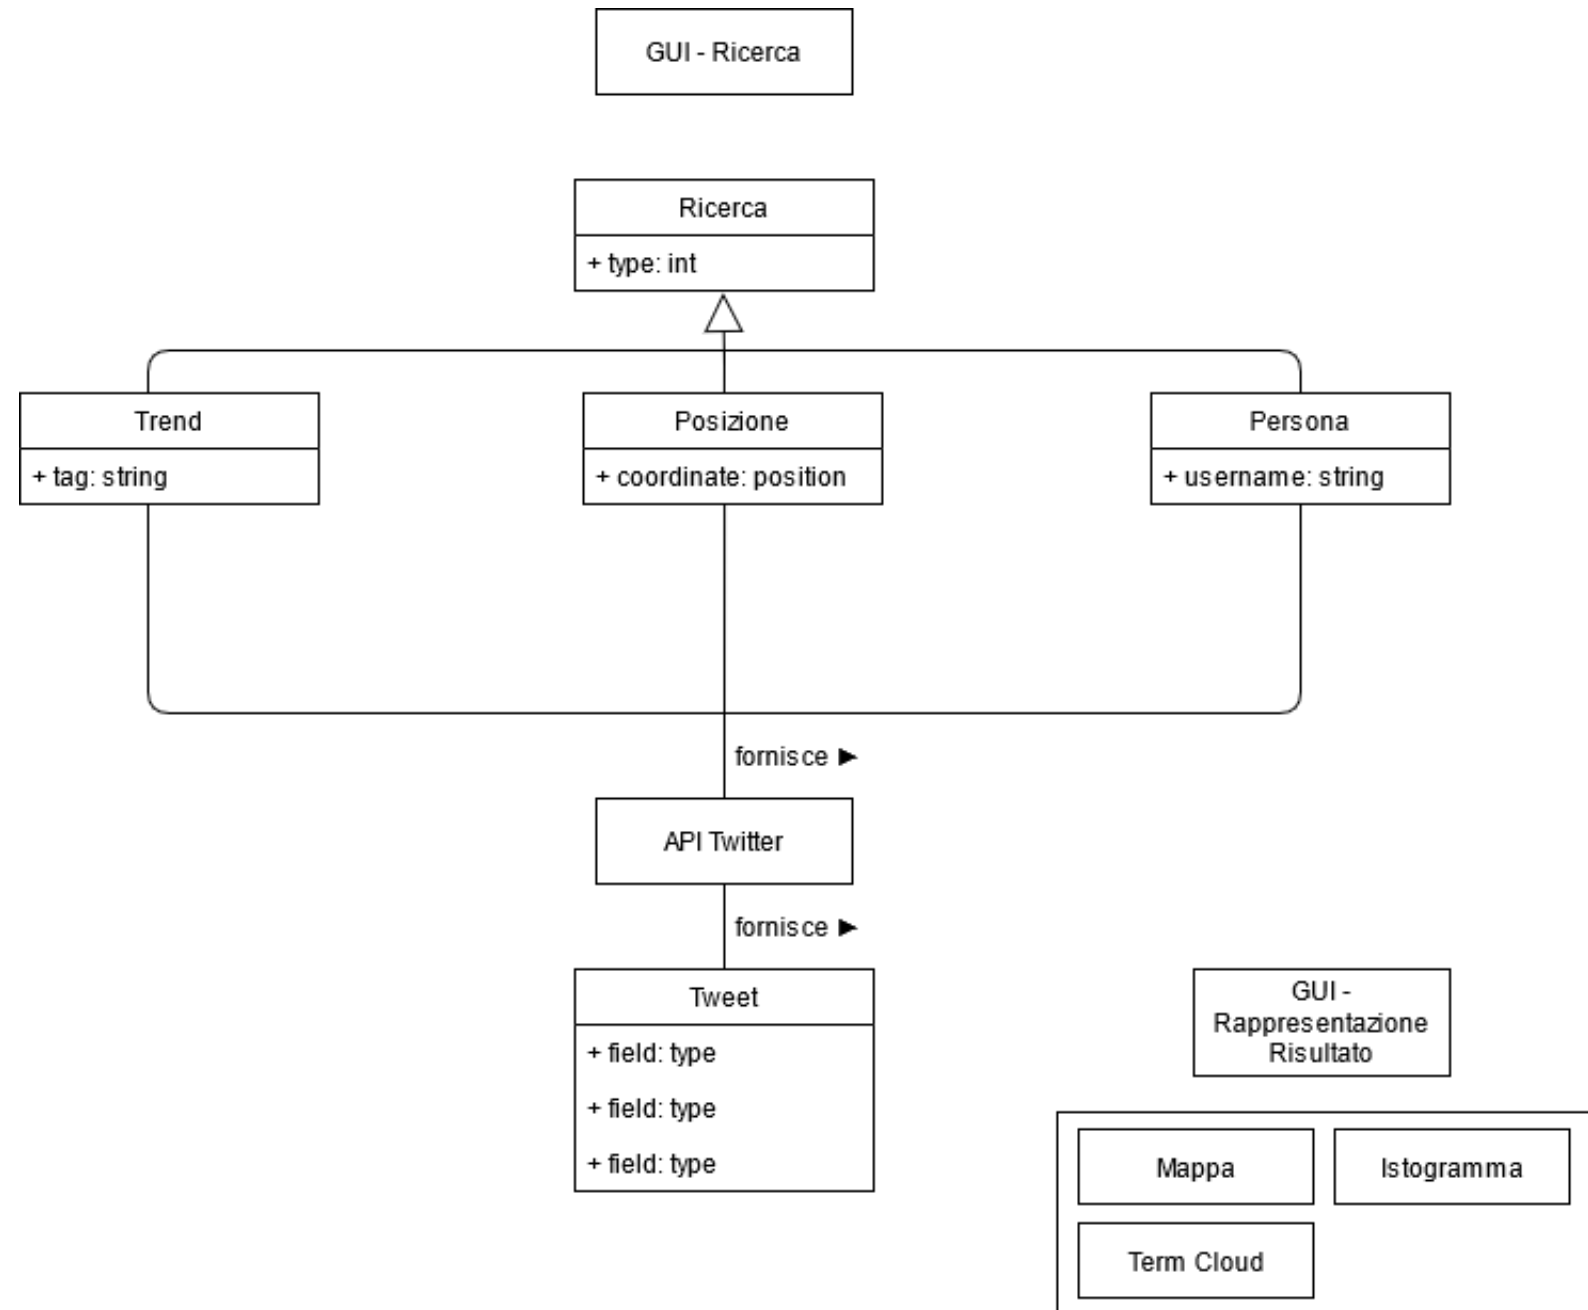 GUI - Ricerca
Ricerca
+ type: int
Trend
+ tag: string
Posizione
+ coordinate: position
Persona
+ username: string
fornisce ►
API Twitter
fornisce ►
Tweet
+ field: type
+ field: type
+ field: type
GUI -
Rappresentazione
Risultato
Mappa
Istogramma
Term Cloud